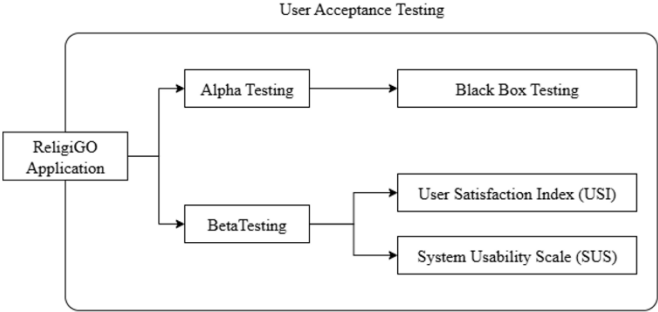 User Acceptance Testing
Alpha Testing
Black Box Testing
ReligiGO
Application
BetaTesting
User Satisfaction Index (USI)
System Usability Scale (SUS)